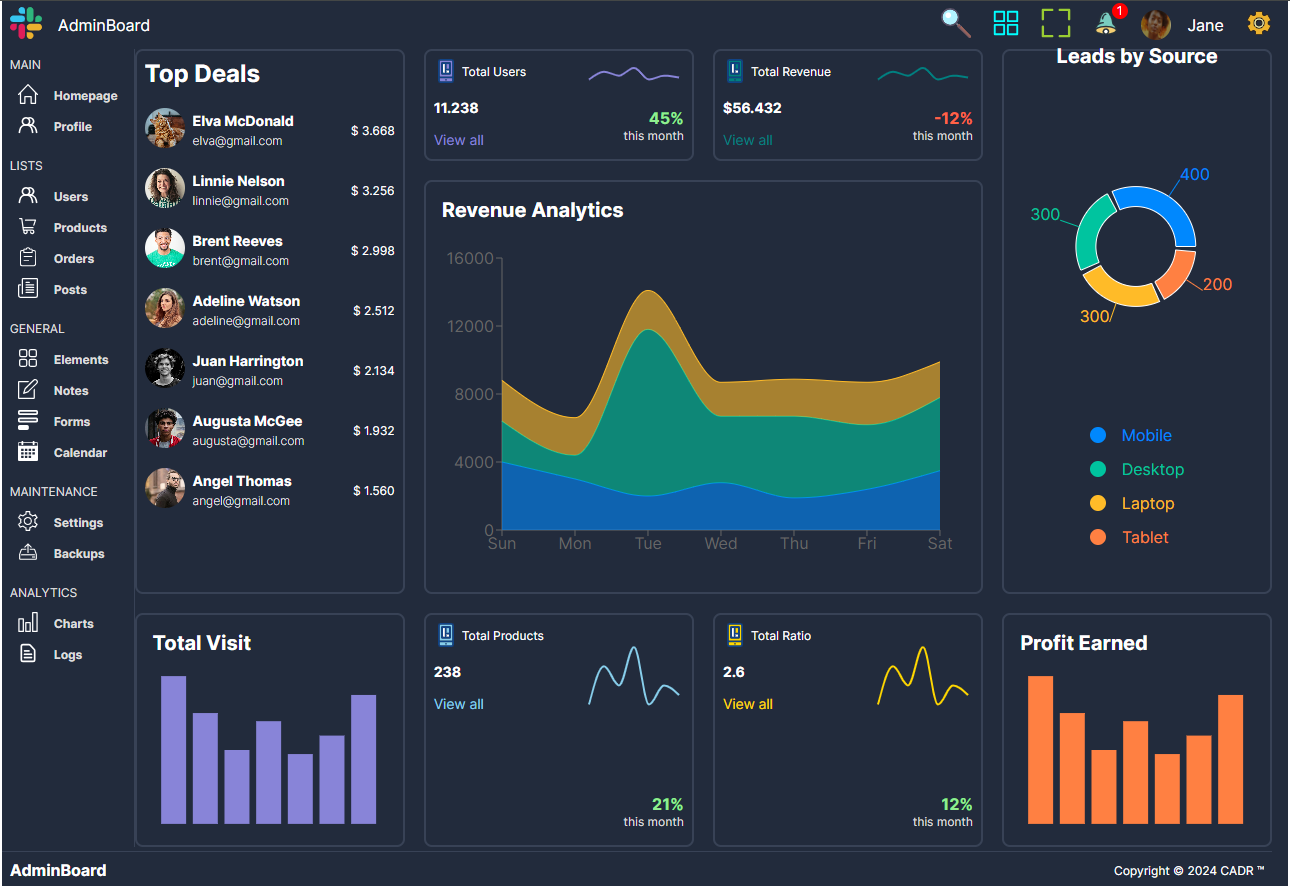 AdminBoard
1
Jane
MAIN
Homepage
Profile
LISTS
Users
Products
Orders
Posts
GENERAL
Elements
Notes
Forms
Calendar
MAINTENANCE
Settings
Backups
ANALYTICS
Charts
Logs
Top Deals
Elva McDonald
elva@gmail.com
$ 3.668
Linnie Nelson
linnie@gmail.com
$ 3.256
Brent Reeves
brent@gmail.com
$ 2.998
Adeline Watson
adeline@gmail.com
$ 2.512
Juan Harrington
juan@gmail.com
$ 2.134
Augusta McGee
augusta@gmail.com
$ 1.932
Angel Thomas
angel@gmail.com
$ 1.560
Total Users
11.238
View all
45%
this month
Total Revenue
$56.432
View all
-12%
this month
Revenue Analytics
16000
12000
8000
4000
0
Sun Mon Tue Wed Thu Fri Sat
Leads by Source
400
300
200
300
Mobile
Desktop
Laptop
Tablet
Total Visit
Total Products
238
View all
21%
this month
Total Ratio
2.6
View all
12%
this month
Profit Earned
AdminBoard
Copyright © 2024 CADR ™